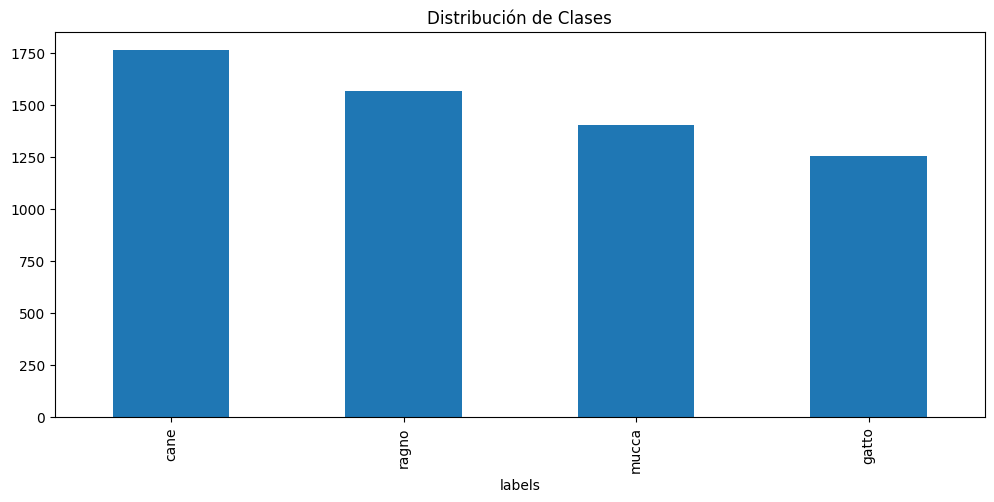 Distribución de Clases
1750
1500
1250
1000
750
500
250
0
cane
ragno
mucca
gatto
labels